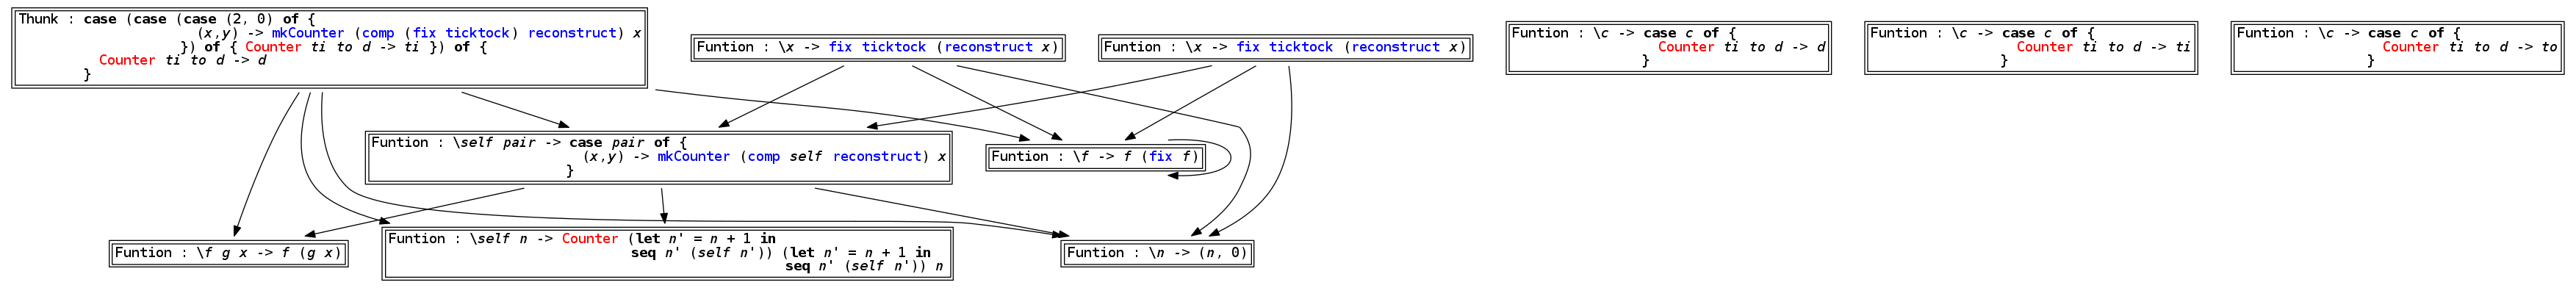 Thunk : case (case (case (2, 0) of {
(x,y) -> mkCounter (comp (fix ticktock) reconstruct) x
}) of { Counter ti to d -> ti }) of {
Counter ti to d -> d
}
Funtion : \x -> fix ticktock (reconstruct x)
Funtion : \x -> fix ticktock (reconstruct x)
Funtion : \c -> case c of {
Counter ti to d -> d
}
Funtion : \c -> case c of {
Counter ti to d -> ti
}
Funtion : \c -> case c of {
Counter ti to d -> to
}
Funtion : \self pair -> case pair of {
(x,y) -> mkCounter (comp self reconstruct) x
}
Funtion : \f -> f (fix f)
Funtion : \f g x -> f (g x)
Funtion : \self n -> Counter (let n' = n + 1 in
seq n' (self n')) (let n' = n + 1 in
seq n' (self n')) n
Funtion : \n -> (n, 0)